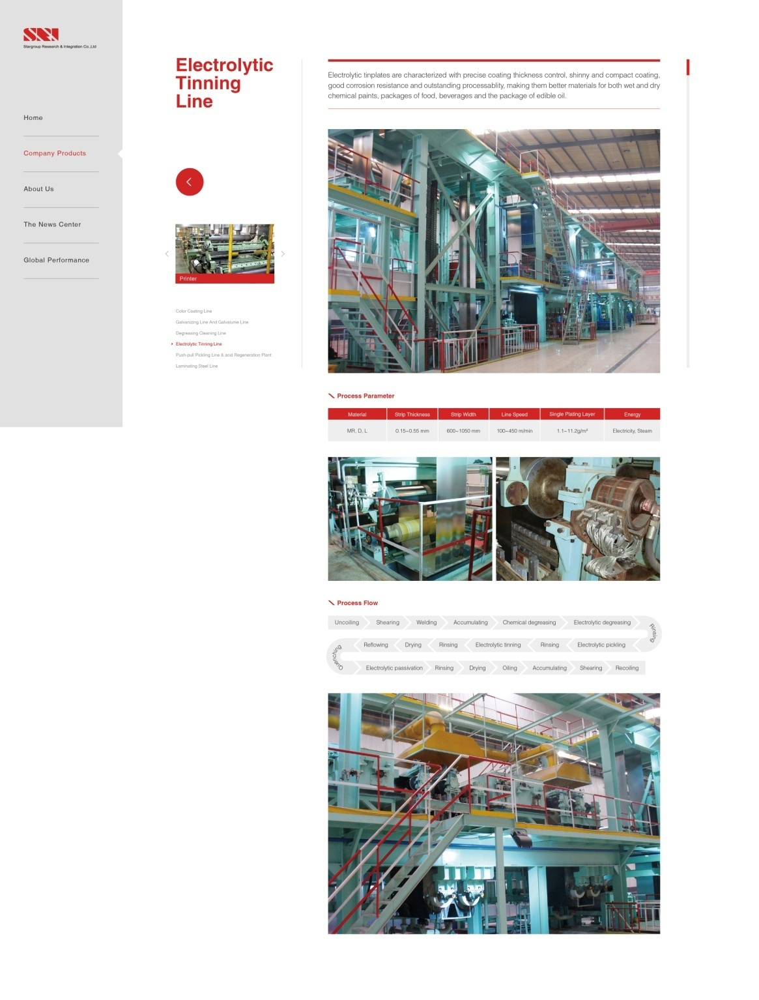 SRI
Stargroup Research & Integration Co.,Ltd
Home
Company Products
About Us
The News Center
Global Performance
Electrolytic
Tinning
Line
Printer
Color Coating Line
Galvanizing Line And Galvalume Line
Degreasing Cleaning Line
Electrolytic Tinning Line
Push-pull Pickling Line & acid Regeneration Plant
Laminating Steel Line
Electrolytic tinplates are characterized with precise coating thickness control, shinny and compact coating,
good corrosion resistance and outstanding processablity, making them better materials for both wet and dry
chemical paints, packages of food, beverages and the package of edible oil.
Process Parameter
Material Strip Thickness Strip Width Line Speed Single Plating Layer Energy
MR, D, L 0.15~0.55 mm 600~1050 mm 100~450 m/min 1.1~11.2g/m² Electricity, Steam
Process Flow
Uncoiling Shearing Welding Accumulating Chemical degreasing Electrolytic degreasing
Rinsing
Reflowing Drying Rinsing Electrolytic tinning Rinsing Electrolytic pickling
Quenching
Electrolytic passivation Rinsing Drying Oiling Accumulating Shearing Recoiling